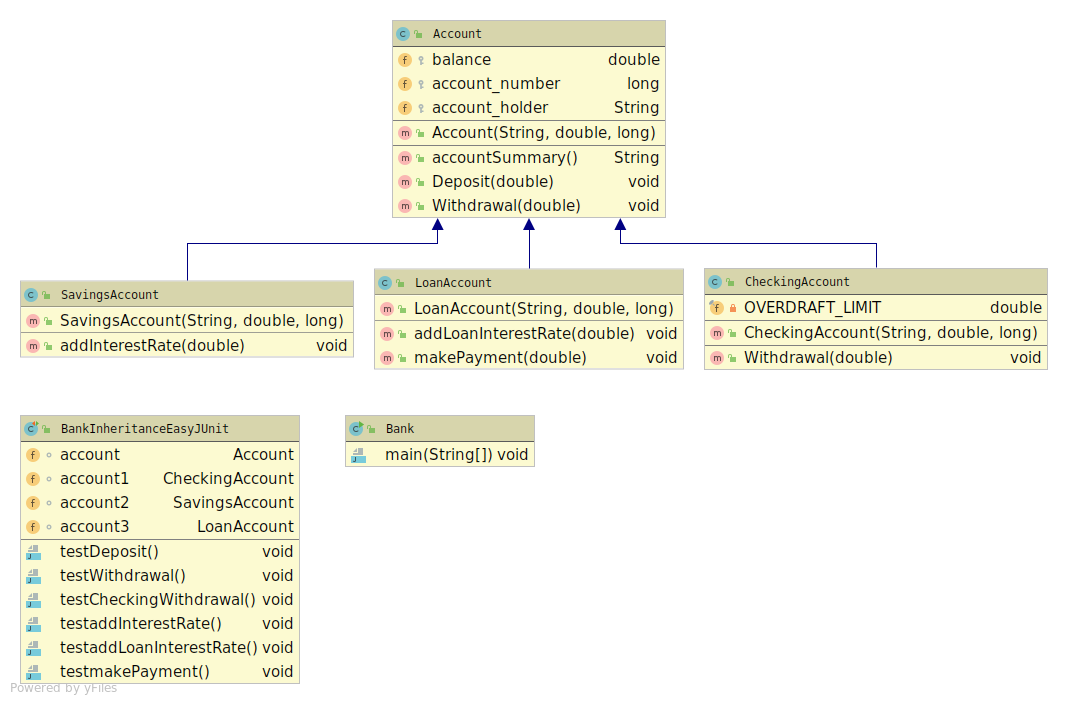 Account
balance double
account_number long
account_holder String
Account(String, double, long)
accountSummary() String
Deposit(double) void
Withdrawal(double) void
SavingsAccount
SavingsAccount(String, double, long)
addInterestRate(double) void
LoanAccount
LoanAccount(String, double, long)
addLoanInterestRate(double) void
makePayment(double) void
CheckingAccount
OVERDRAFT_LIMIT double
CheckingAccount(String, double, long)
Withdrawal(double) void
BankInheritanceEasyJUnit
account Account
account1 CheckingAccount
account2 SavingsAccount
account3 LoanAccount
testDeposit() void
testWithdrawal() void
testCheckingWithdrawal() void
testaddInterestRate() void
testaddLoanInterestRate() void
testmakePayment() void
Bank
main(String[]) void
Powered by yFiles